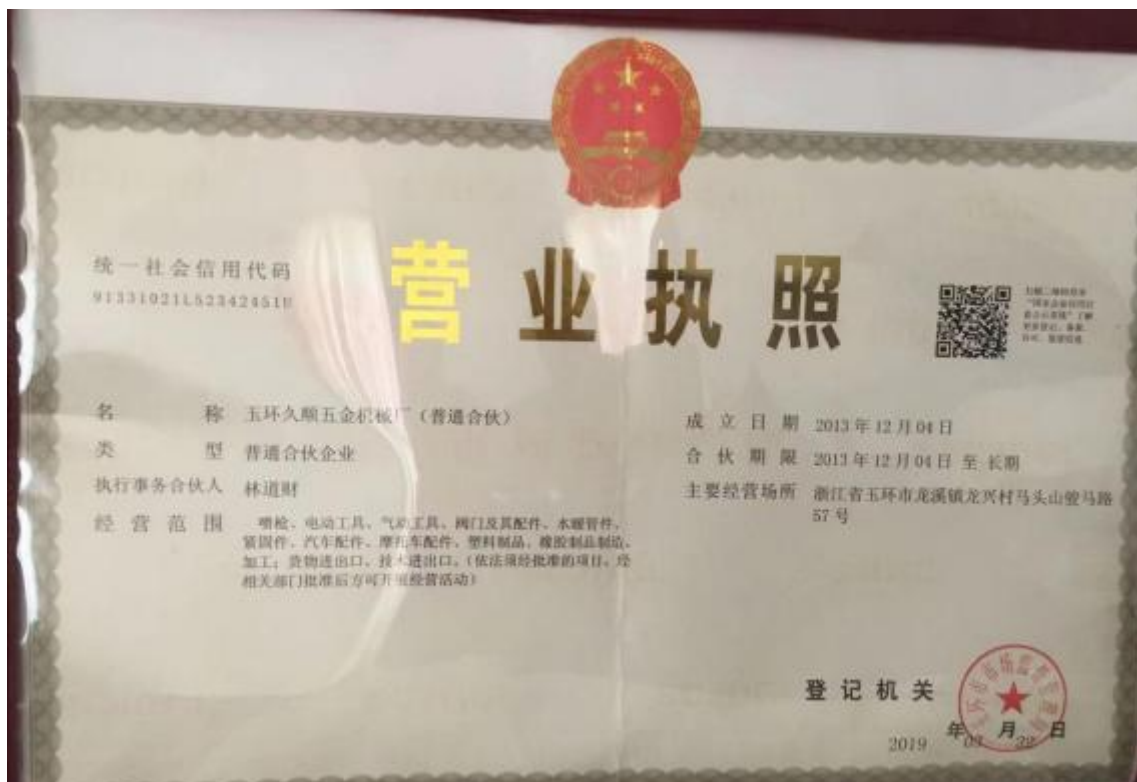 营业执照
统一社会信用代码
名称 玉环久顺五金机械厂（普通合伙）
类型 普通合伙企业
执行事务合伙人 林道财
经营范围 喷枪、电动工具、气动工具、阀门及其配件、水暖管件、
紧固件、汽车配件、摩托车配件、塑料制品、橡胶制品制造、
加工；货物进出口、技术进出口。（依法须经批准的项目，经
相关部门批准后方可开展经营活动）
成立日期 2013年12月04日
合伙期限 2013年12月04日 至 长期
主要经营场所 浙江省玉环市龙溪镇龙兴村马头山骏马路
57号
登记机关
2019年03月22日